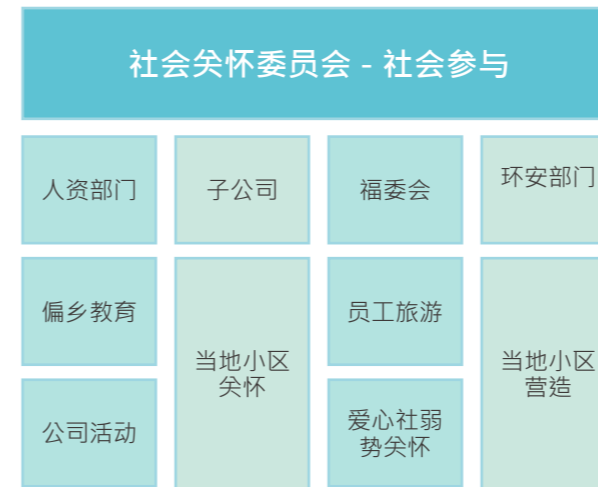 社会关怀委员会 - 社会参与
人资部门
子公司
福委会
环安部门
偏乡教育
当地小区
关怀
员工旅游
当地小区
营造
公司活动
爱心社弱
势关怀